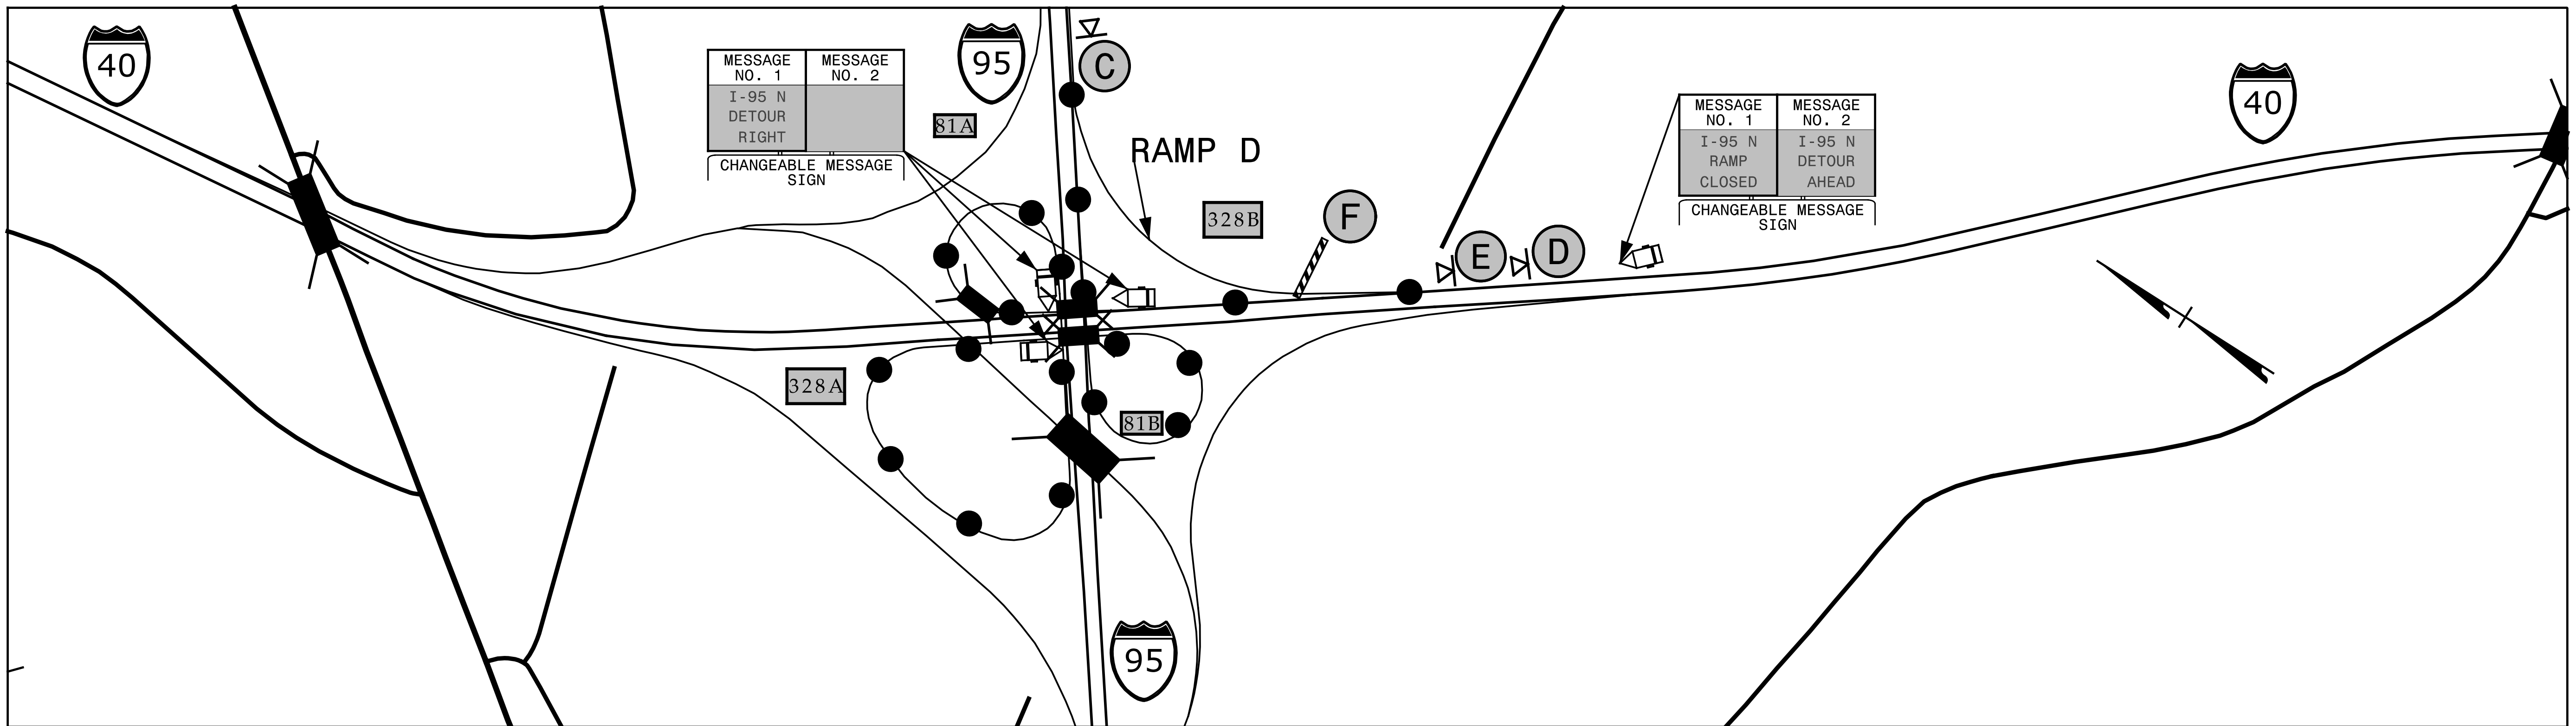 40
MESSAGE NO. 1
MESSAGE NO. 2
I-95 N
DETOUR
RIGHT
CHANGEABLE MESSAGE
SIGN
81A
95
C
RAMP D
328B
F
E
D
MESSAGE NO. 1
MESSAGE NO. 2
I-95 N
RAMP
CLOSED
I-95 N
DETOUR
AHEAD
CHANGEABLE MESSAGE
SIGN
40
328A
81B
95